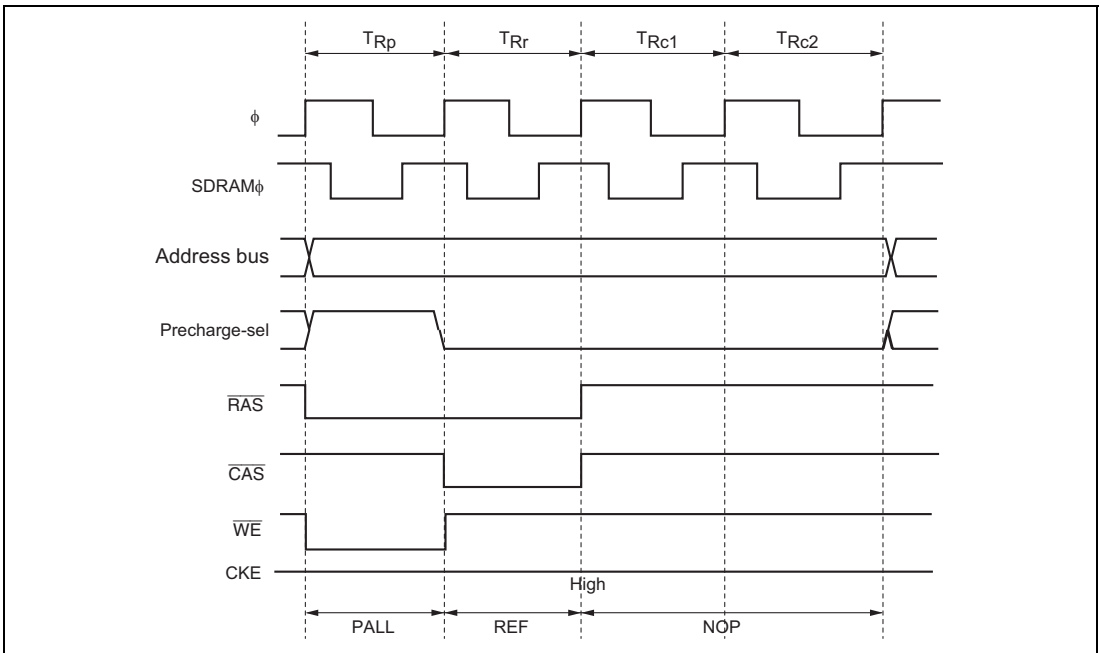 TRp TRr TRc1 TRc2
ϕ
SDRAMϕ
Address bus
Precharge-sel
RAS
CAS
WE
CKE
High
PALL REF NOP